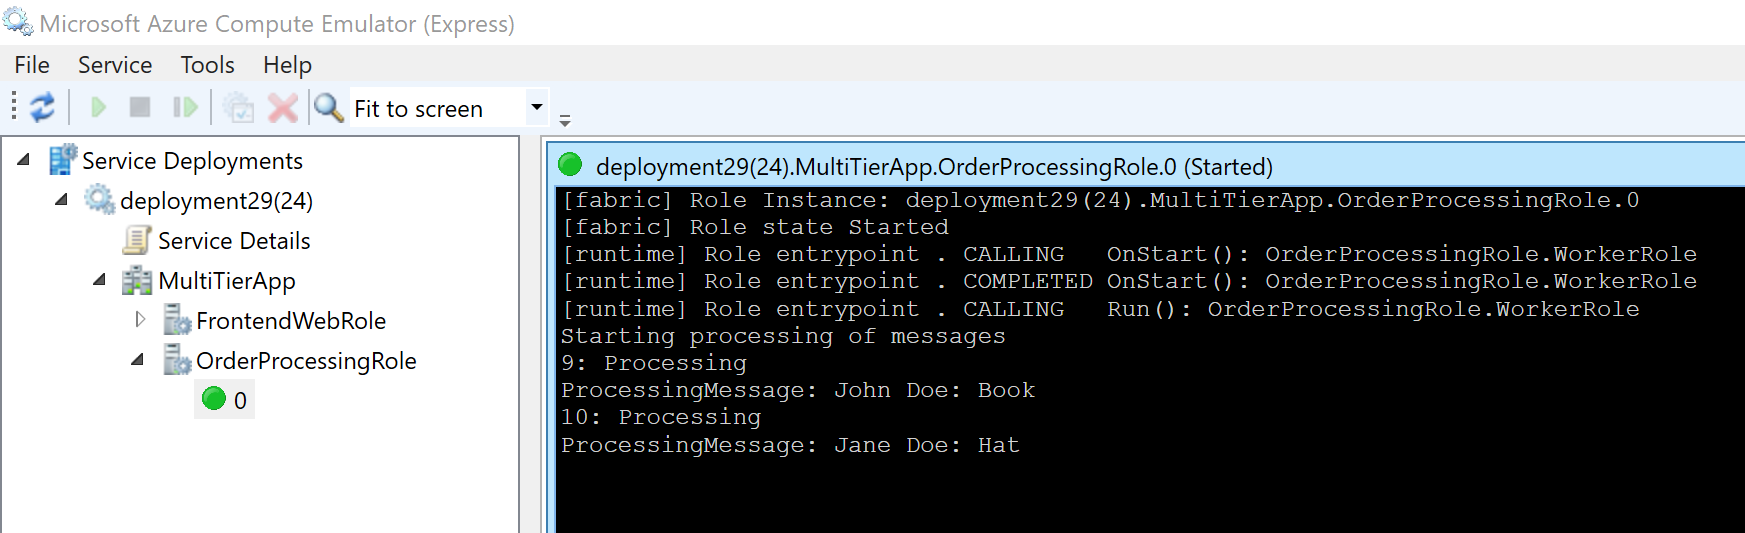 Microsoft Azure Compute Emulator (Express)
File Service Tools Help
Fit to screen
Service Deployments
deployment29(24)
Service Details
MultiTierApp
FrontendWebRole
OrderProcessingRole
0
deployment29(24).MultiTierApp.OrderProcessingRole.0 (Started)
[fabric] Role Instance: deployment29(24).MultiTierApp.OrderProcessingRole.0
[fabric] Role state Started
[runtime] Role entrypoint . CALLING   OnStart(): OrderProcessingRole.WorkerRole
[runtime] Role entrypoint . COMPLETED OnStart(): OrderProcessingRole.WorkerRole
[runtime] Role entrypoint . CALLING   Run(): OrderProcessingRole.WorkerRole
Starting processing of messages
9: Processing
ProcessingMessage: John Doe: Book
10: Processing
ProcessingMessage: Jane Doe: Hat